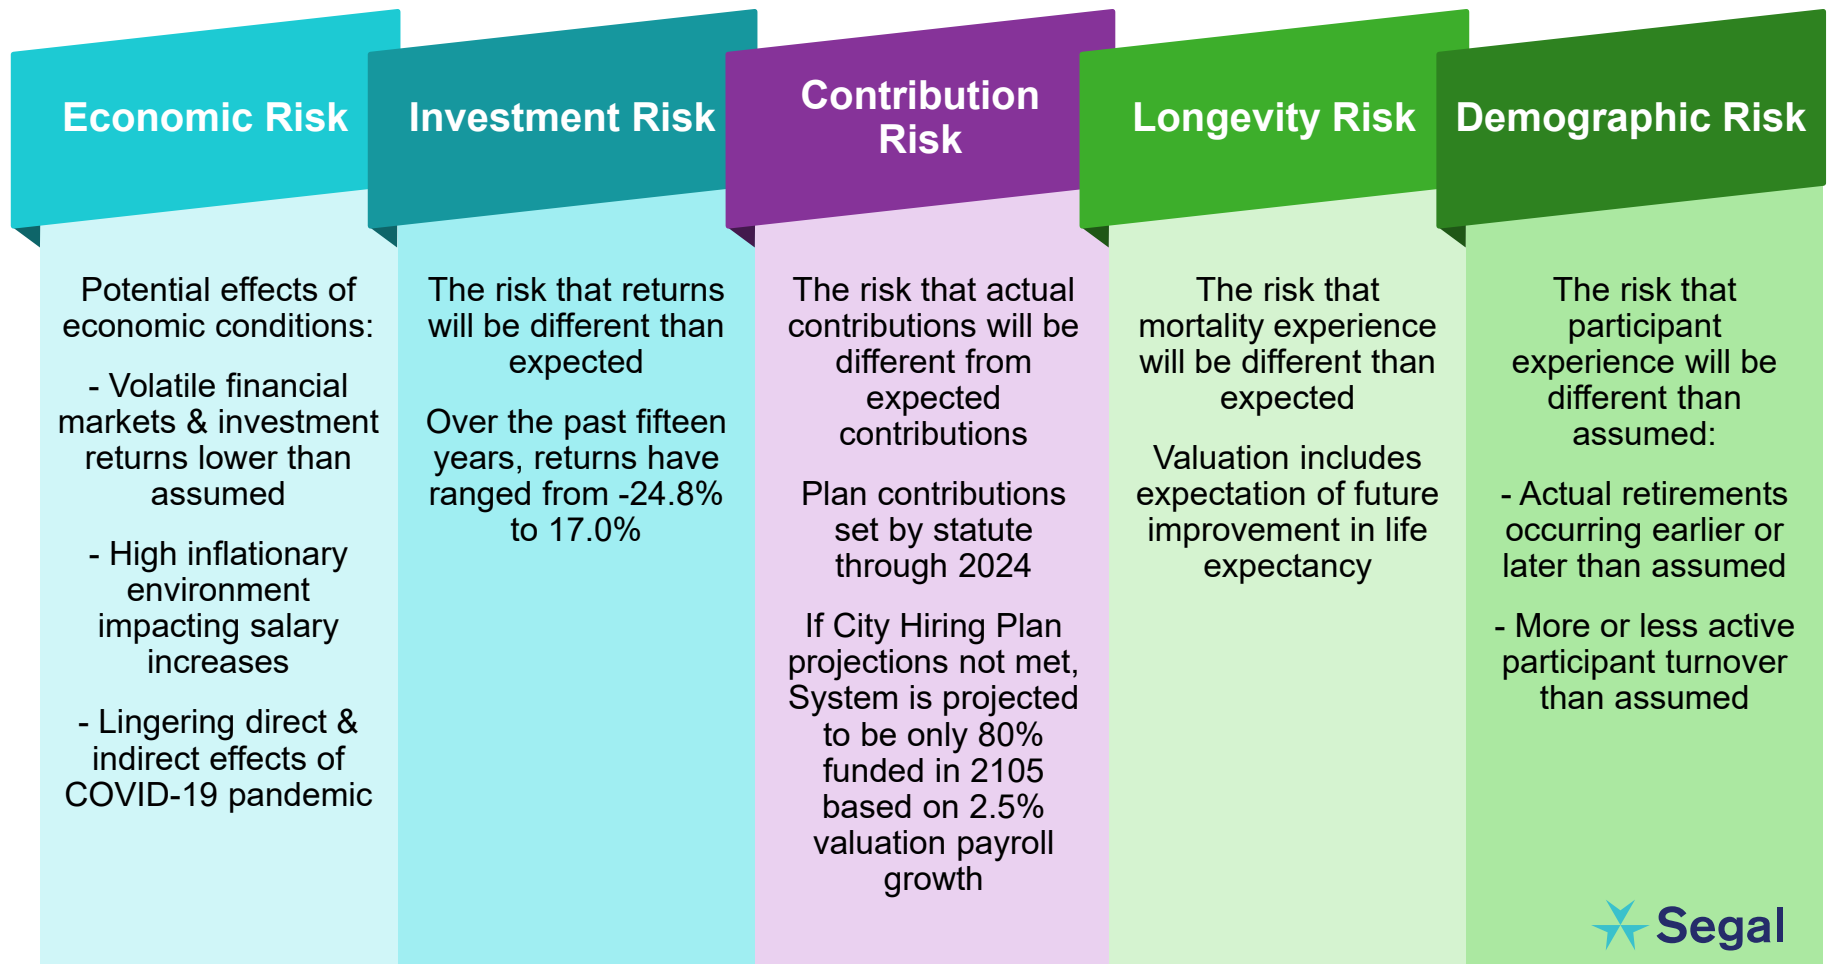 Economic Risk
Potential effects of
economic conditions:
- Volatile financial
markets & investment
returns lower than
assumed
- High inflationary
environment
impacting salary
increases
- Lingering direct &
indirect effects of
COVID-19 pandemic
Investment Risk
The risk that returns
will be different than
expected
Over the past fifteen
years, returns have
ranged from -24.8%
to 17.0%
Contribution
Risk
The risk that actual
contributions will be
different from
expected
contributions
Plan contributions
set by statute
through 2024
If City Hiring Plan
projections not met,
System is projected
to be only 80%
funded in 2105
based on 2.5%
valuation payroll
growth
Longevity Risk
The risk that
mortality experience
will be different than
expected
Valuation includes
expectation of future
improvement in life
expectancy
Demographic Risk
The risk that
participant
experience will be
different than
assumed:
- Actual retirements
occurring earlier or
later than assumed
- More or less active
participant turnover
than assumed
Segal